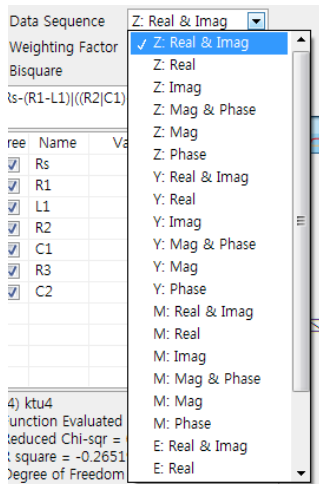 Data Sequence Z: Real & Imag
Weighting Factor
Bisquare
Rs-(R1-L1)|((R2|C1)
ree Name Va
Rs
R1
L1
R2
C1
R3
C2
✓ Z: Real & Imag
Z: Real
Z: Imag
Z: Mag & Phase
Z: Mag
Z: Phase
Y: Real & Imag
Y: Real
Y: Imag
Y: Mag & Phase
Y: Mag
Y: Phase
M: Real & Imag
M: Real
M: Imag
M: Mag & Phase
M: Mag
M: Phase
E: Real & Imag
E: Real
4) ktu4
Function Evaluated
Reduced Chi-sqr =
R square = -0.2651
Degree of Freedom